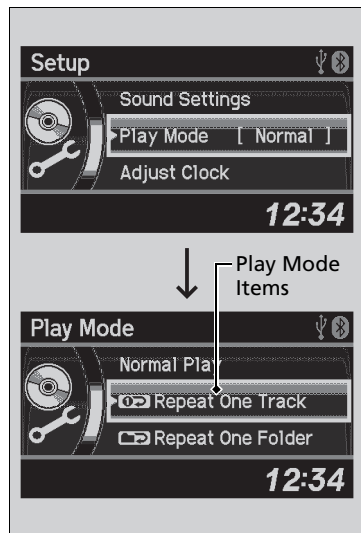 Setup
Sound Settings
Play Mode [ Normal ]
Adjust Clock
12:34
Play Mode
Items
Play Mode
Normal Play
Repeat One Track
Repeat One Folder
12:34